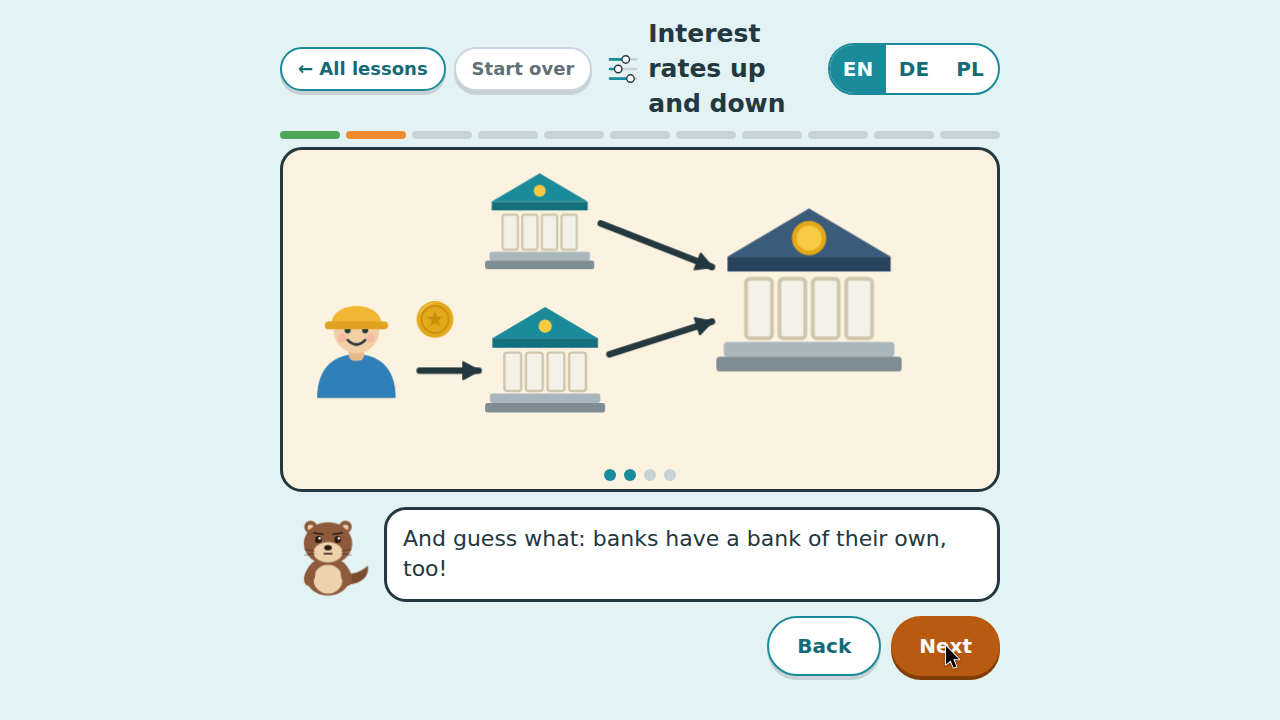 ← All lessons
Start over
Interest
rates up
and down
EN DE PL
And guess what: banks have a bank of their own,
too!
Back
Next